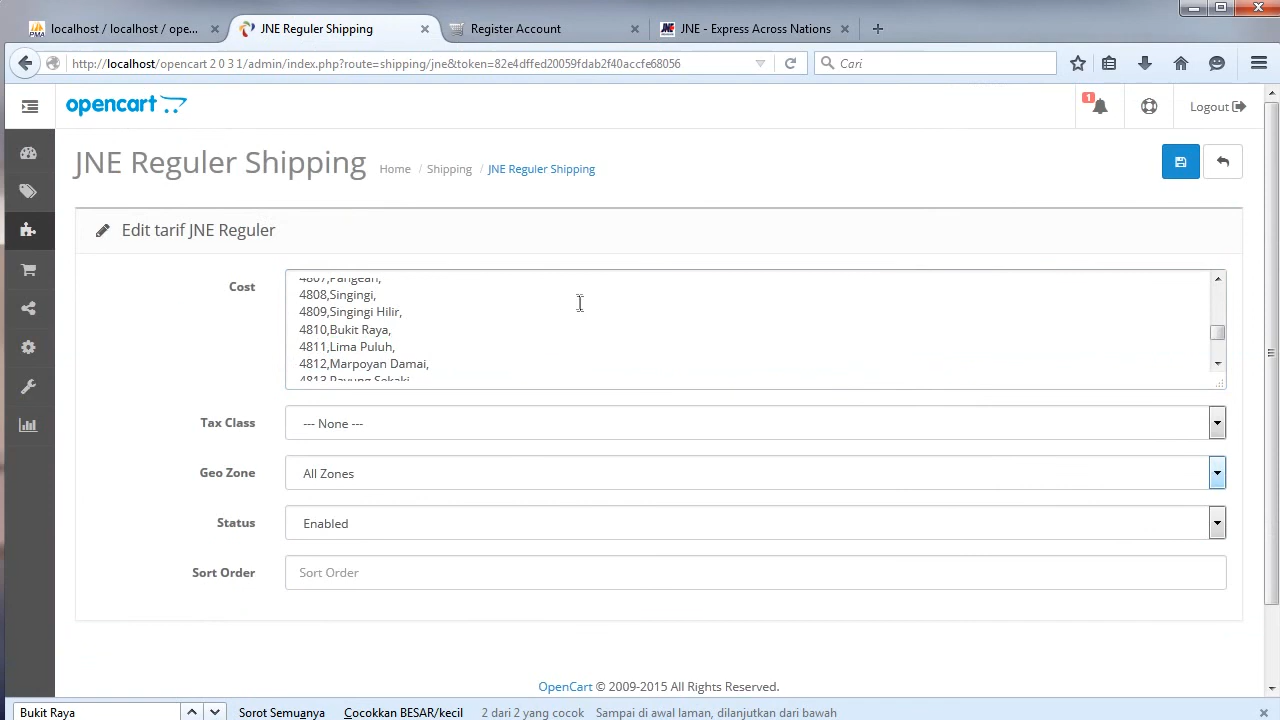 localhost / localhost / ope...
JNE Reguler Shipping
Register Account
JNE - Express Across Nations
http://localhost/opencart 2 0 3 1/admin/index.php?route=shipping/jne&token=82e4dffed20059fdab2f40accfe68056
Cari
opencart
1
Logout
JNE Reguler Shipping
Home / Shipping / JNE Reguler Shipping
Edit tarif JNE Reguler
Cost
4807,Pangean,
4808,Singingi,
4809,Singingi Hilir,
4810,Bukit Raya,
4811,Lima Puluh,
4812,Marpoyan Damai,
4813,Payung Sekaki,
Tax Class
--- None ---
Geo Zone
All Zones
Status
Enabled
Sort Order
Sort Order
OpenCart © 2009-2015 All Rights Reserved.
Bukit Raya
Sorot Semuanya
Cocokkan BESAR/kecil
2 dari 2 yang cocok
Sampai di awal laman, dilanjutkan dari bawah